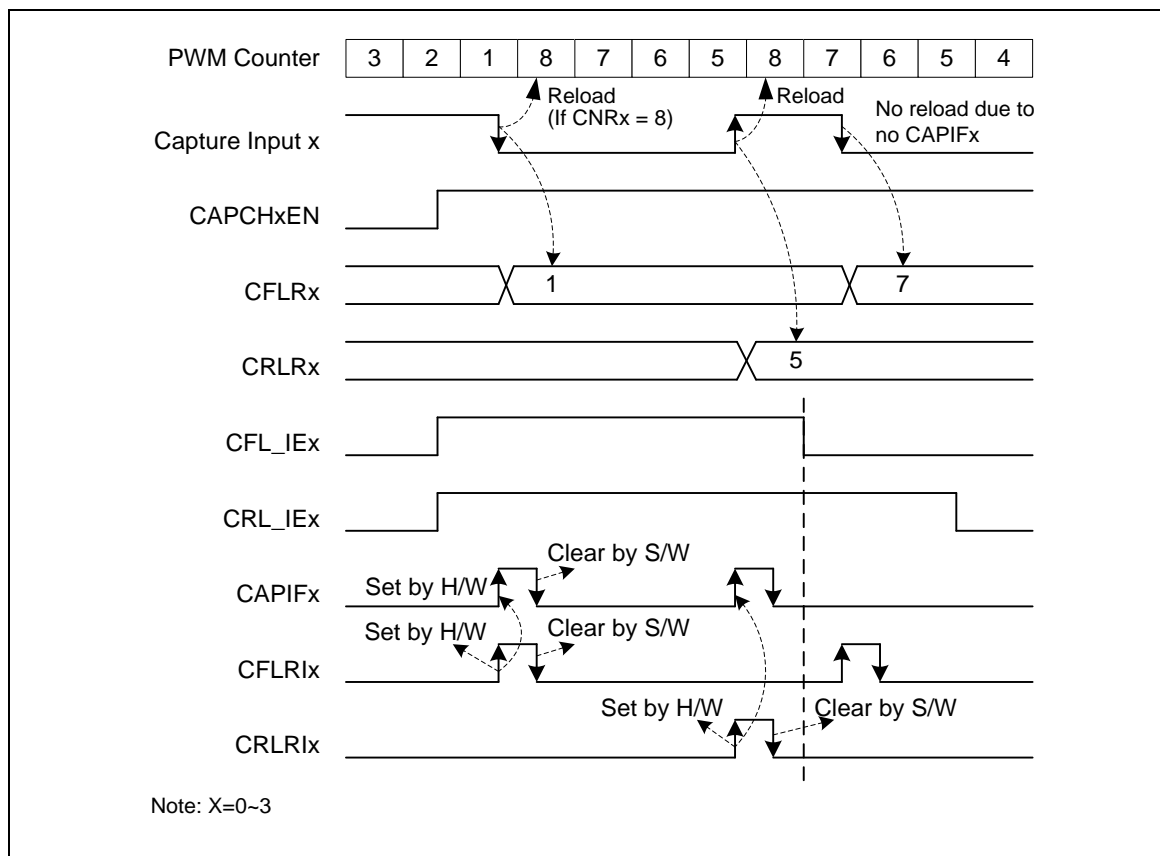 PWM Counter 3 2 1 8 7 6 5 8 7 6 5 4
Reload
(If CNRx = 8)
Reload
No reload due to
no CAPIFx
Capture Input x
CAPCHxEN
CFLRx 1 7
CRLRx 5
CFL_IEx
CRL_IEx
Clear by S/W
CAPIFx Set by H/W
Set by H/W Clear by S/W
CFLRIx
Set by H/W Clear by S/W
CRLRIx
Note: X=0~3